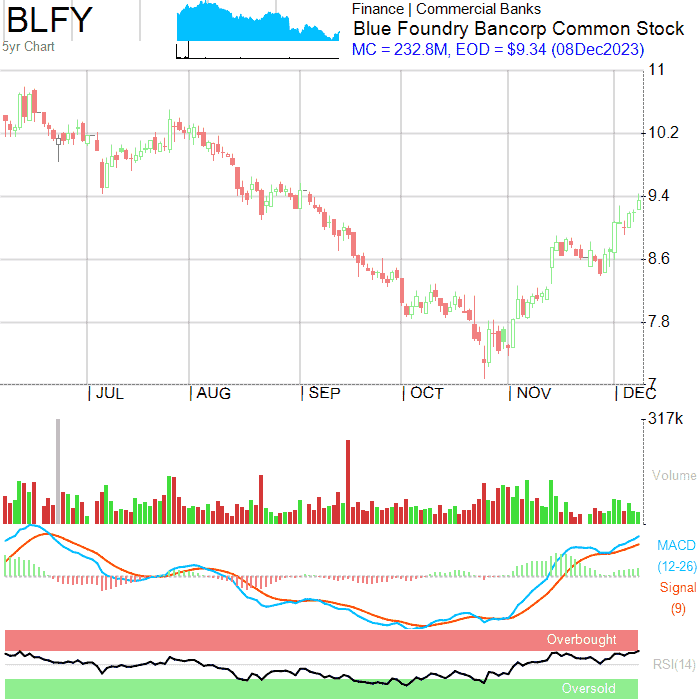 BLFY
5yr Chart
Finance | Commercial Banks
Blue Foundry Bancorp Common Stock
MC = 232.8M, EOD = $9.34 (08Dec2023)
11
10.2
9.4
8.6
7.8
7
JUL AUG SEP OCT NOV DEC
317k
Volume
MACD
(12-26)
Signal
(9)
Overbought
RSI(14)
Oversold